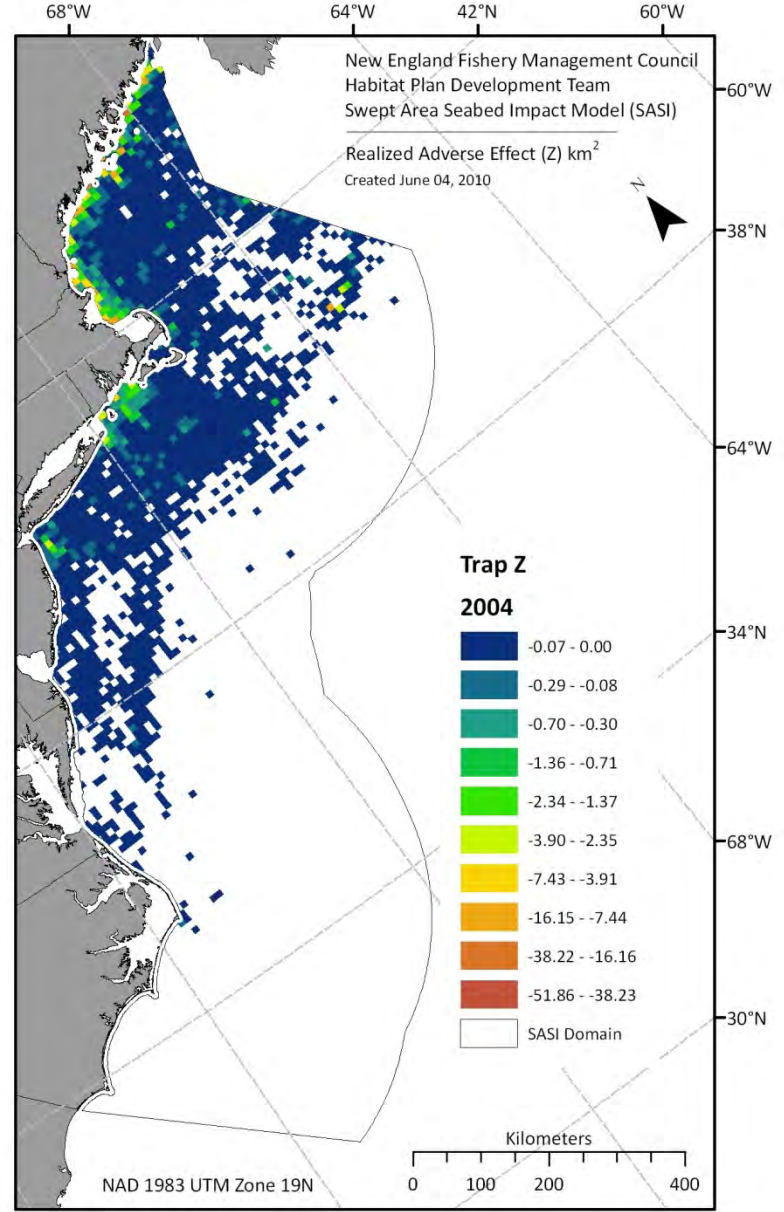 68°W 64°W 42°N 60°W
New England Fishery Management Council
Habitat Plan Development Team
Swept Area Seabed Impact Model (SASI)
Realized Adverse Effect (Z) km²
Created June 04, 2010
N
60°W
38°N
64°W
34°N
68°W
30°N
Trap Z
2004
-0.07 - 0.00
-0.29 - -0.08
-0.70 - -0.30
-1.36 - -0.71
-2.34 - -1.37
-3.90 - -2.35
-7.43 - -3.91
-16.15 - -7.44
-38.22 - -16.16
-51.86 - -38.23
SASI Domain
Kilometers
0 100 200 400
NAD 1983 UTM Zone 19N